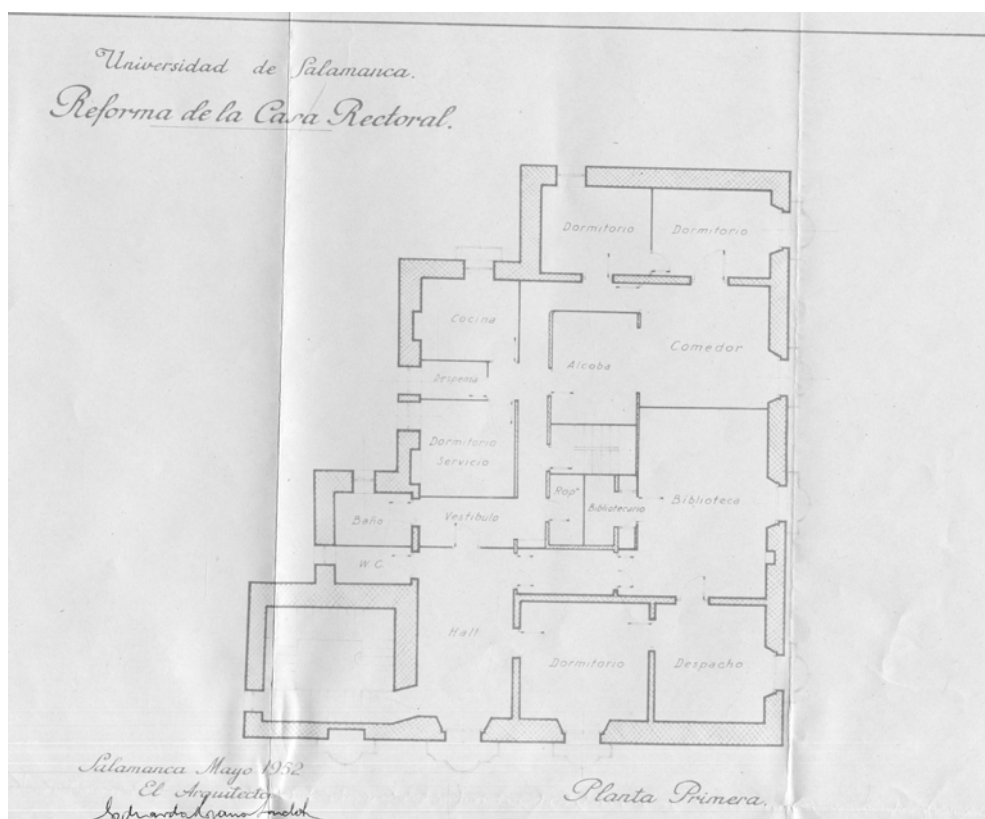 Universidad de Salamanca.
Reforma de la Casa Rectoral.
Dormitorio
Dormitorio
Cocina
Comedor
Alcoba
Despensa
Dormitorio
Servicio
Ropº
Bibliotecario
Biblioteca
Baño
Vestíbulo
W.C.
Hall
Dormitorio
Despacho
Salamanca Mayo 1952
El Arquitecto
Planta Primera.